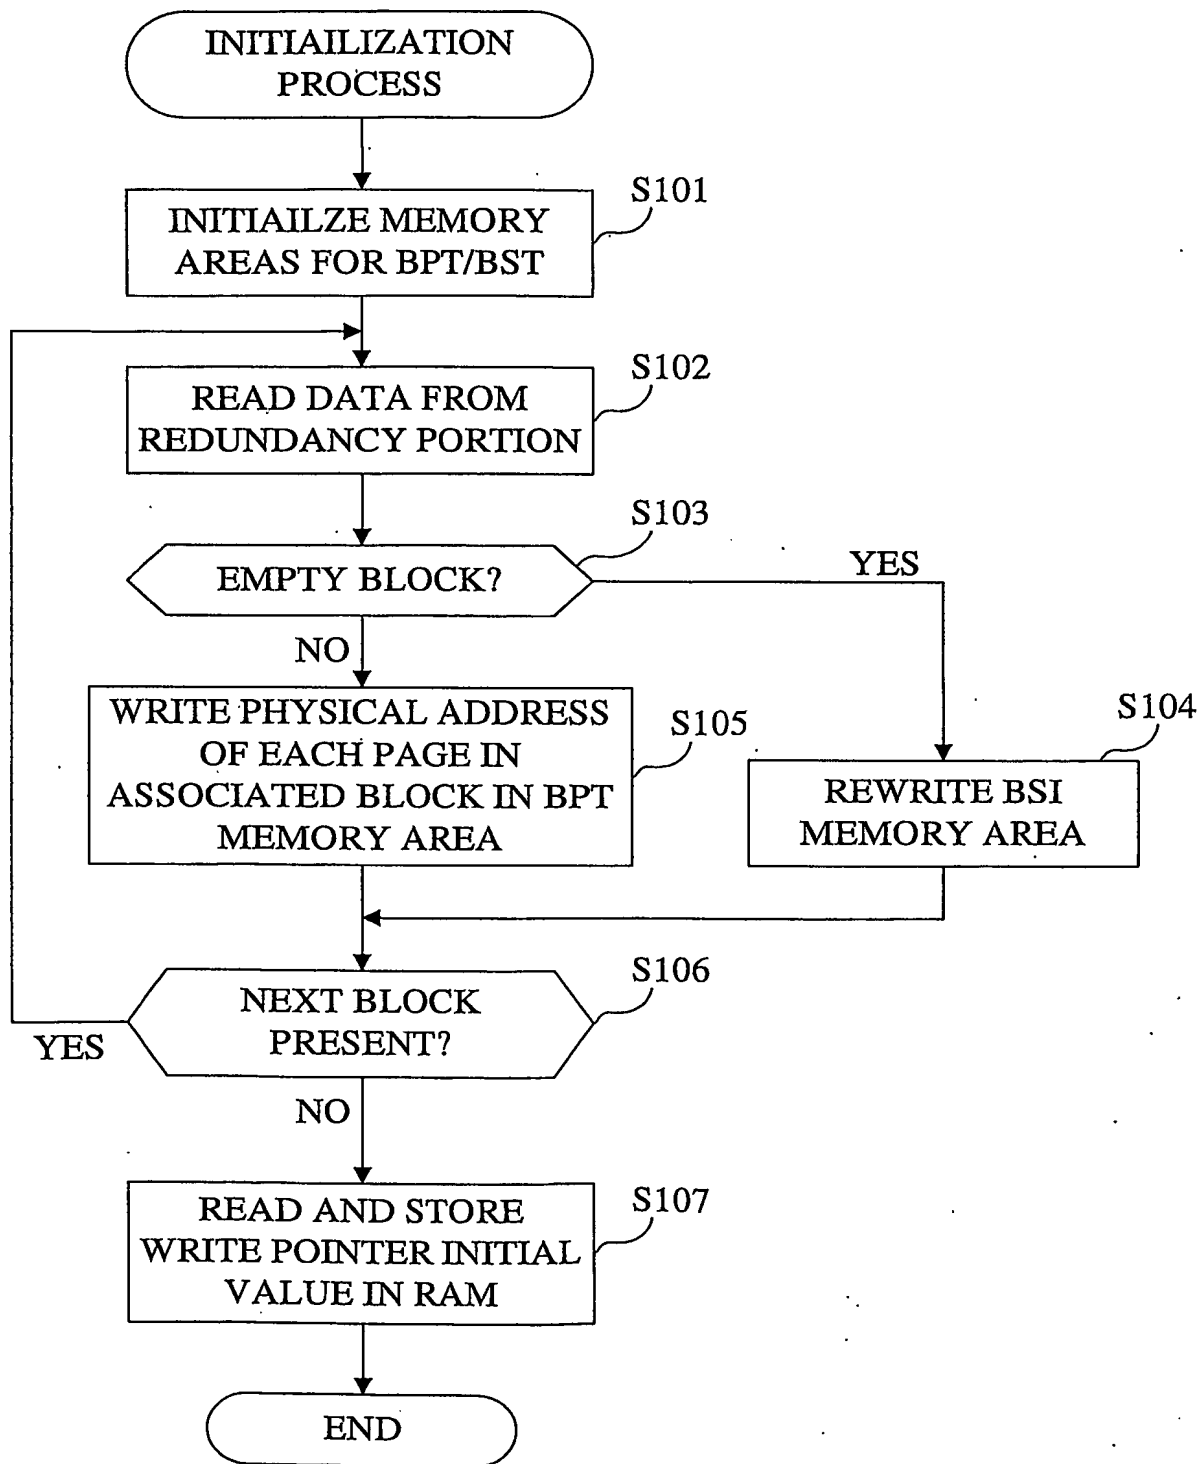 INITIAILIZATION
PROCESS
S101
INITIAILZE MEMORY
AREAS FOR BPT/BST
S102
READ DATA FROM
REDUNDANCY PORTION
S103
EMPTY BLOCK?
YES
NO
WRITE PHYSICAL ADDRESS
OF EACH PAGE IN
ASSOCIATED BLOCK IN BPT
MEMORY AREA
S105
S104
REWRITE BSI
MEMORY AREA
S106
NEXT BLOCK
PRESENT?
YES
NO
S107
READ AND STORE
WRITE POINTER INITIAL
VALUE IN RAM
END